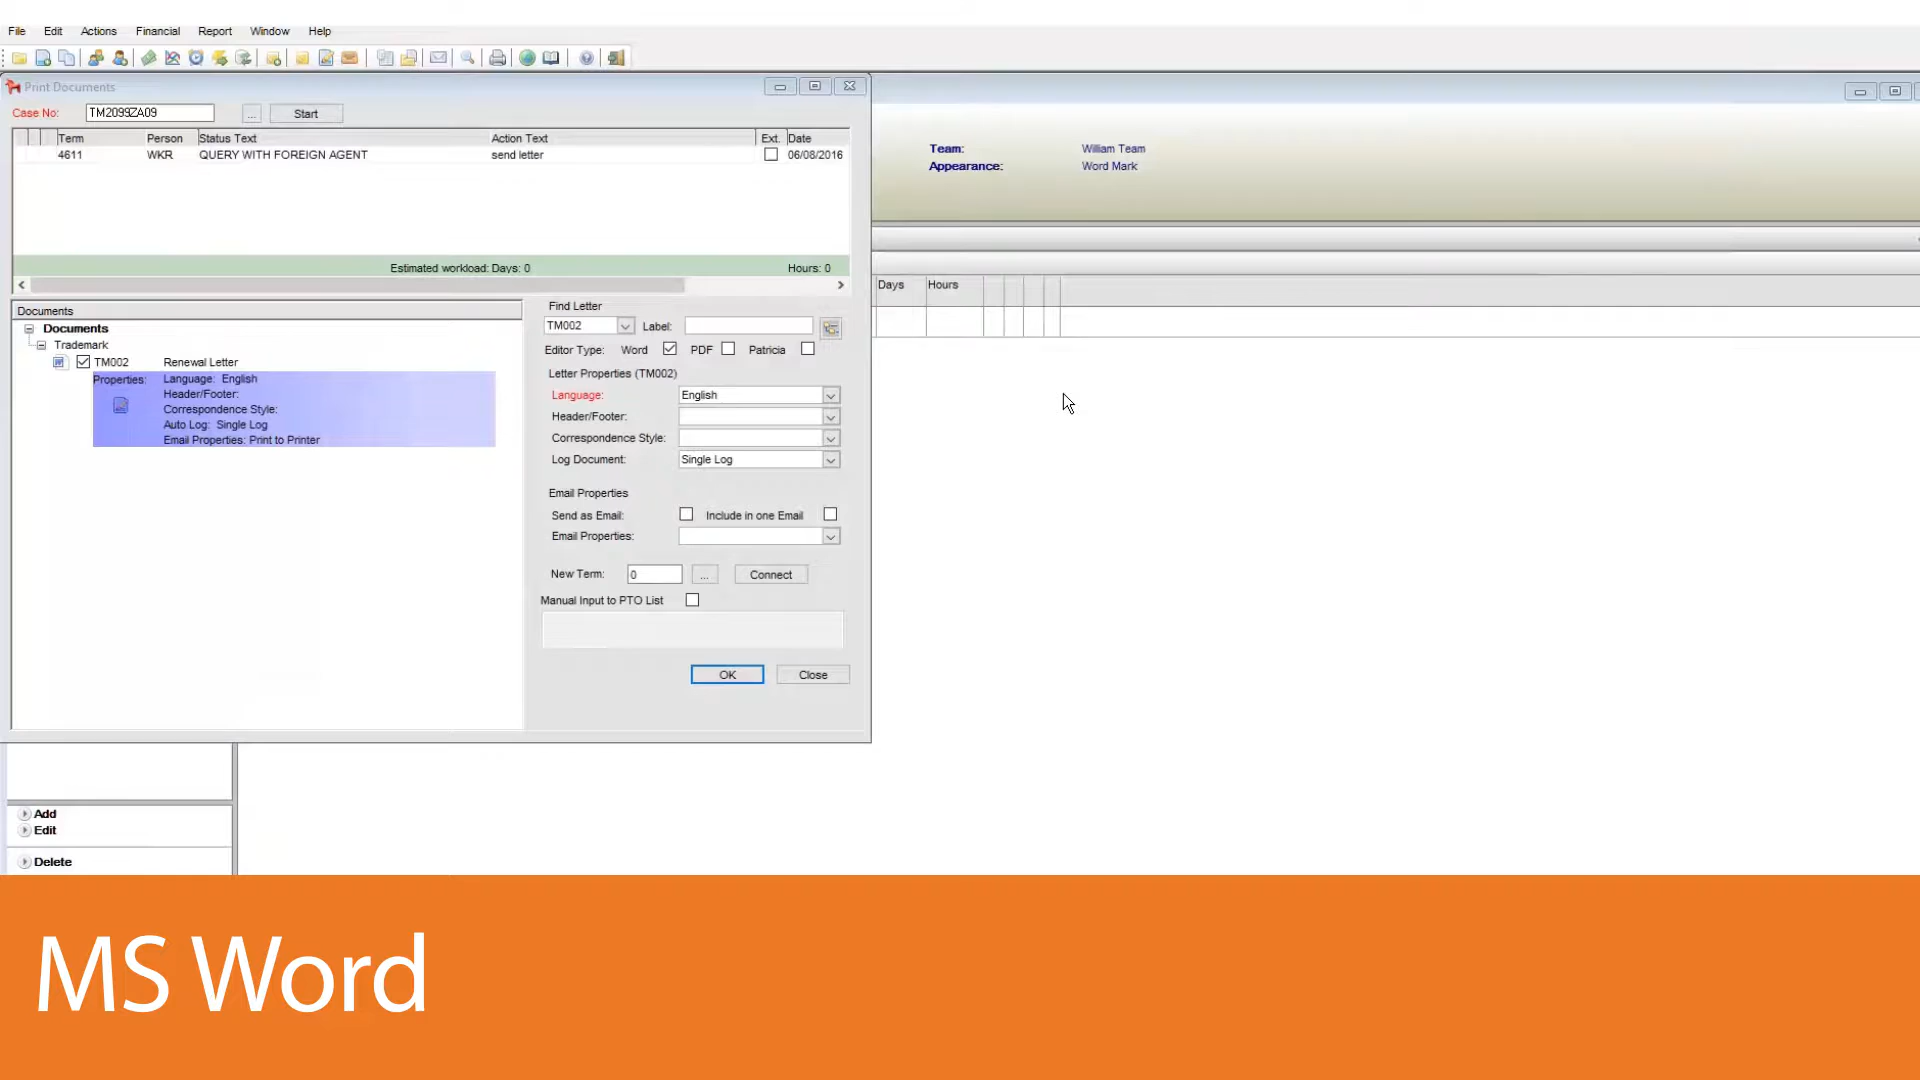 File Edit Actions Financial Report Window Help
Print Documents
Case No: TM2099ZA09 ... Start
Term Person Status Text Action Text Ext. Date
4611 WKR QUERY WITH FOREIGN AGENT send letter 06/08/2016
Estimated workload: Days: 0 Hours: 0
Team: William Team
Appearance: Word Mark
Days Hours
Documents
Documents
Trademark
TM002 Renewal Letter
Properties: Language: English
Header/Footer:
Correspondence Style:
Auto Log: Single Log
Email Properties: Print to Printer
Find Letter
TM002 Label:
Editor Type: Word PDF Patricia
Letter Properties (TM002)
Language: English
Header/Footer:
Correspondence Style:
Log Document: Single Log
Email Properties
Send as Email: Include in one Email
Email Properties:
New Term: 0 ... Connect
Manual Input to PTO List
OK Close
Add
Edit
Delete
MS Word